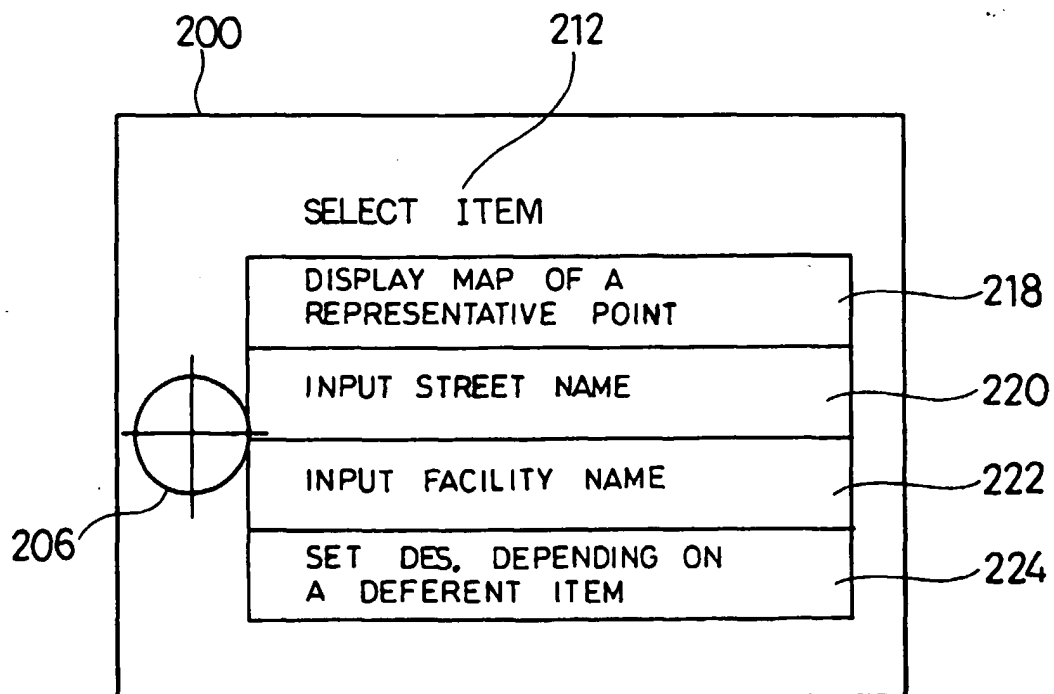 200 212
SELECT ITEM
DISPLAY MAP OF A
REPRESENTATIVE POINT
218
INPUT STREET NAME
220
INPUT FACILITY NAME
222
206
SET DES. DEPENDING ON
A DEFERENT ITEM
224